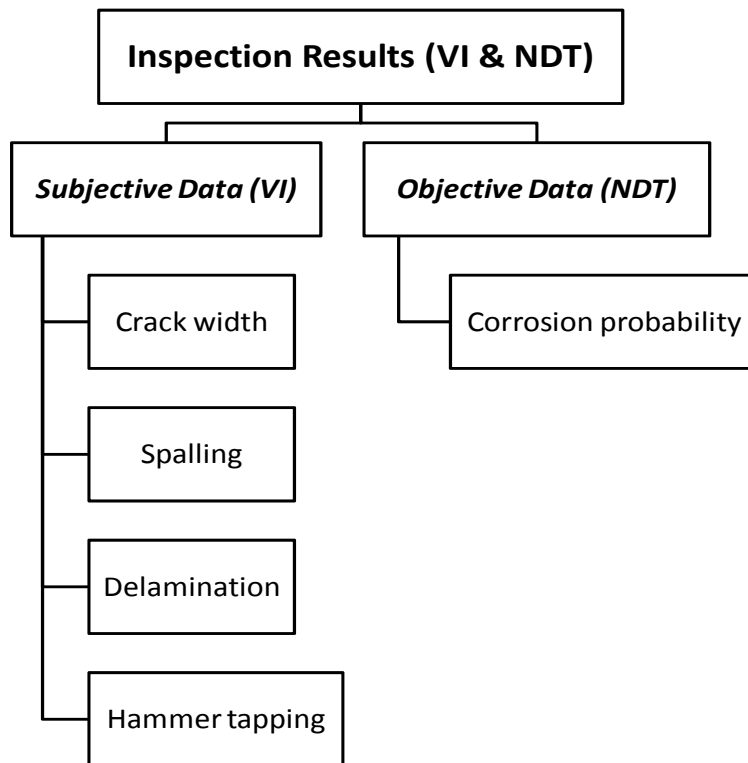 Inspection Results (VI & NDT)
Subjective Data (VI)
Objective Data (NDT)
Crack width
Corrosion probability
Spalling
Delamination
Hammer tapping